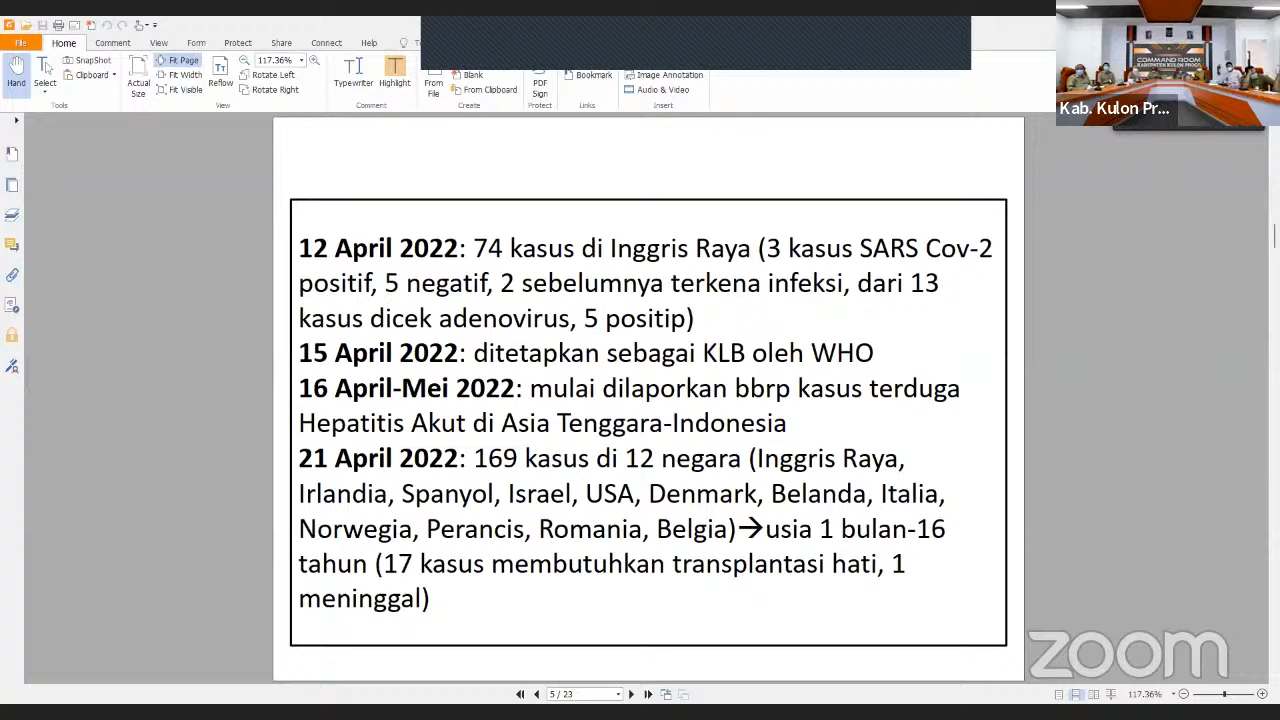 File Home Comment View Form Protect Share Connect Help
Hand
Select
SnapShot
Clipboard
Tools
Actual Size
Fit Page
Fit Width
Fit Visible
Reflow
117.36%
Rotate Left
Rotate Right
View
Typewriter
Highlight
Comment
From File
Blank
From Clipboard
Create
PDF Sign
Protect
Bookmark
Links
Image Annotation
Audio & Video
Insert
COMMAND ROOM
KABUPATEN KULON PROGO
Kab. Kulon Pr...
12 April 2022: 74 kasus di Inggris Raya (3 kasus SARS Cov-2
positif, 5 negatif, 2 sebelumnya terkena infeksi, dari 13
kasus dicek adenovirus, 5 positip)
15 April 2022: ditetapkan sebagai KLB oleh WHO
16 April-Mei 2022: mulai dilaporkan bbrp kasus terduga
Hepatitis Akut di Asia Tenggara-Indonesia
21 April 2022: 169 kasus di 12 negara (Inggris Raya,
Irlandia, Spanyol, Israel, USA, Denmark, Belanda, Italia,
Norwegia, Perancis, Romania, Belgia)→usia 1 bulan-16
tahun (17 kasus membutuhkan transplantasi hati, 1
meninggal)
zoom
5 / 23
117.36%